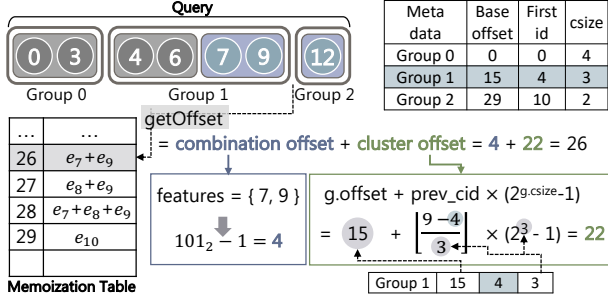 Query
0 3 4 6 7 9 12
Group 0 Group 1 Group 2
Meta data Base offset First id csize
Group 0 0 0 4
Group 1 15 4 3
Group 2 29 10 2
getOffset
... ...
26 e₇+e₉
27 e₈+e₉
28 e₇+e₈+e₉
29 e₁₀
Memoization Table
= combination offset + cluster offset = 4 + 22 = 26
features = { 7, 9 }
101₂ − 1 = 4
g.offset + prev_cid × (2^g.csize-1)
= 15 + ⌊(9 −4)/3⌋ × (2^3 - 1) = 22
Group 1 15 4 3